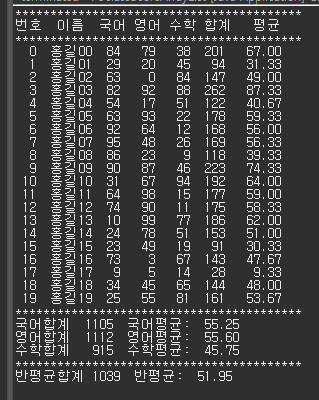 ****************************************
번호 이름 국어 영어 수학 합계 평균
****************************************
0 홍길00 84 79 38 201 67.00
1 홍길01 29 20 45 94 31.33
2 홍길02 63 0 84 147 49.00
3 홍길03 82 92 88 262 87.33
4 홍길04 54 17 51 122 40.67
5 홍길05 63 93 22 178 59.33
6 홍길06 92 64 12 168 56.00
7 홍길07 95 48 26 169 56.33
8 홍길08 86 23 9 118 39.33
9 홍길09 90 87 46 223 74.33
10 홍길10 31 67 94 192 64.00
11 홍길11 64 98 15 177 59.00
12 홍길12 74 90 11 175 58.33
13 홍길13 10 99 77 186 62.00
14 홍길14 24 78 51 153 51.00
15 홍길15 23 49 19 91 30.33
16 홍길16 73 3 67 143 47.67
17 홍길17 9 5 14 28 9.33
18 홍길18 34 45 65 144 48.00
19 홍길19 25 55 81 161 53.67
****************************************
국어합계 1105 국어평균: 55.25
영어합계 1112 영어평균: 55.60
수학합계 915 수학평균: 45.75
****************************************
반평균합계 1039 반평균: 51.95